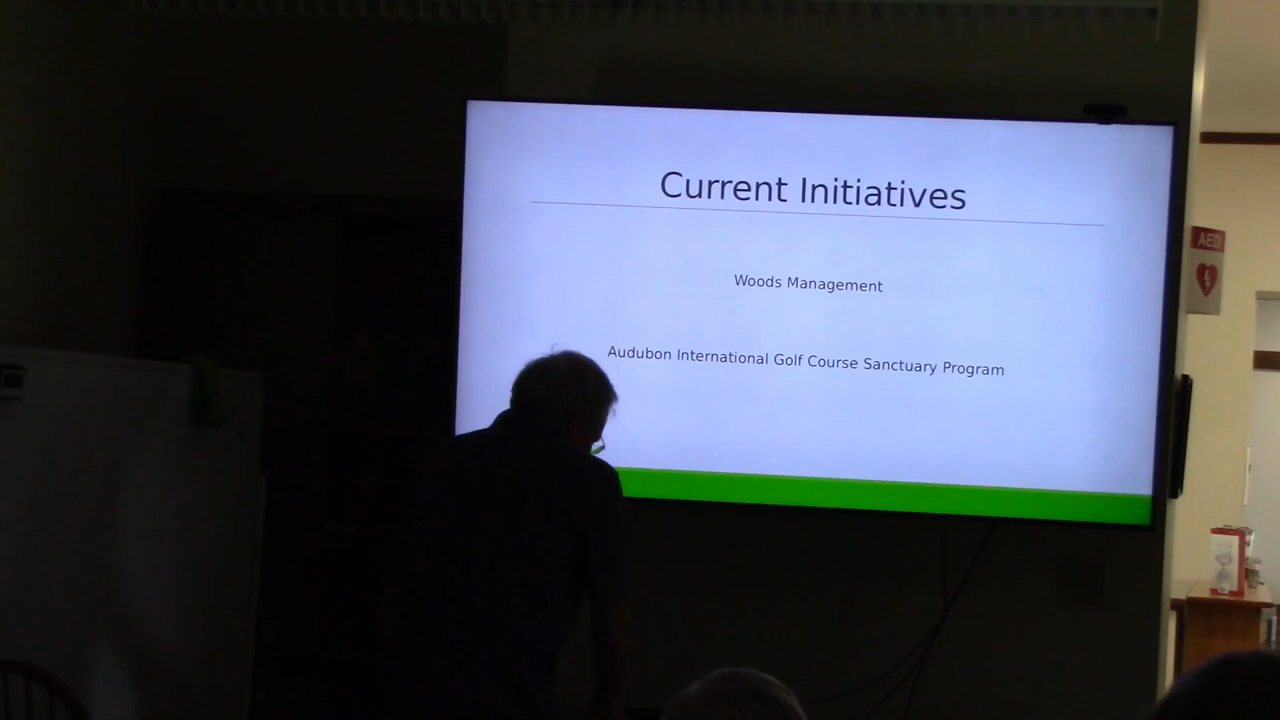 Current Initiatives
Woods Management
Audubon International Golf Course Sanctuary Program
AED